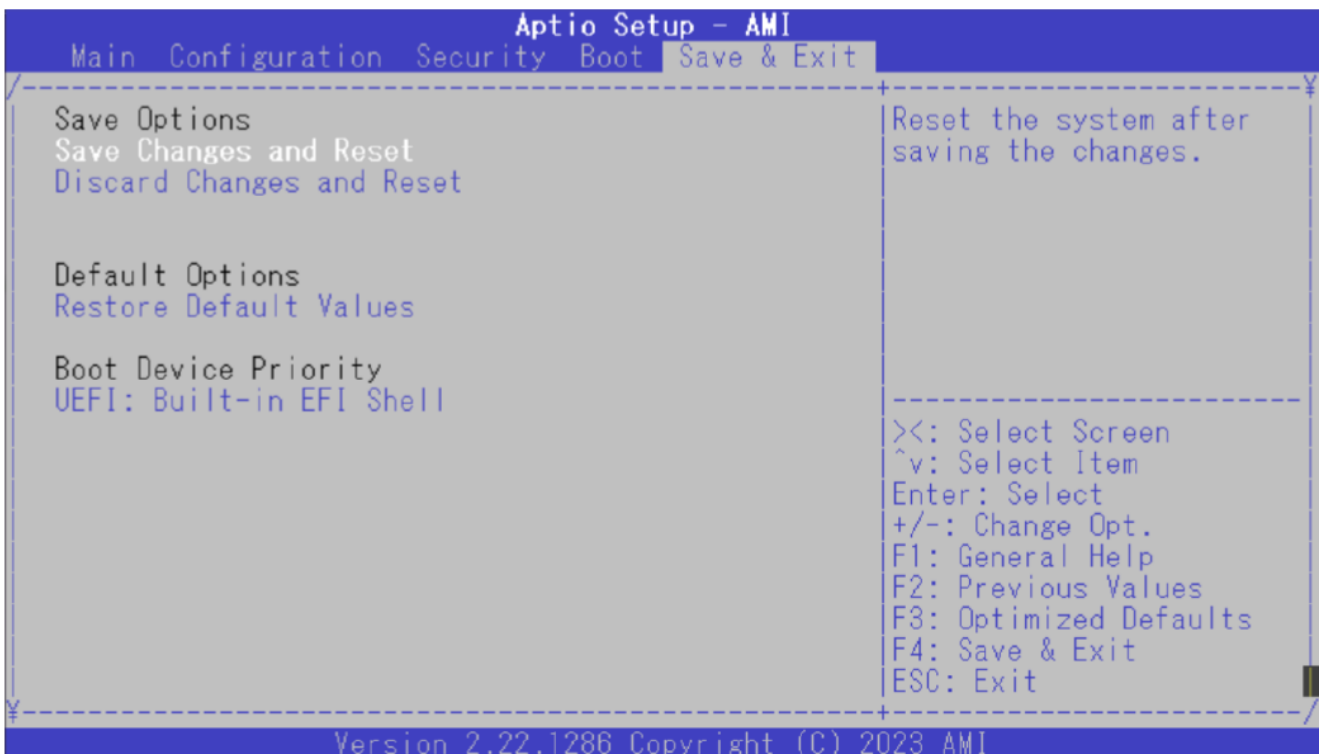 Aptio Setup - AMI
Main Configuration Security Boot Save & Exit
Save Options
Save Changes and Reset
Discard Changes and Reset
Default Options
Restore Default Values
Boot Device Priority
UEFI: Built-in EFI Shell
Reset the system after
saving the changes.
><: Select Screen
^v: Select Item
Enter: Select
+/-: Change Opt.
F1: General Help
F2: Previous Values
F3: Optimized Defaults
F4: Save & Exit
ESC: Exit
Version 2.22.1286 Copyright (C) 2023 AMI